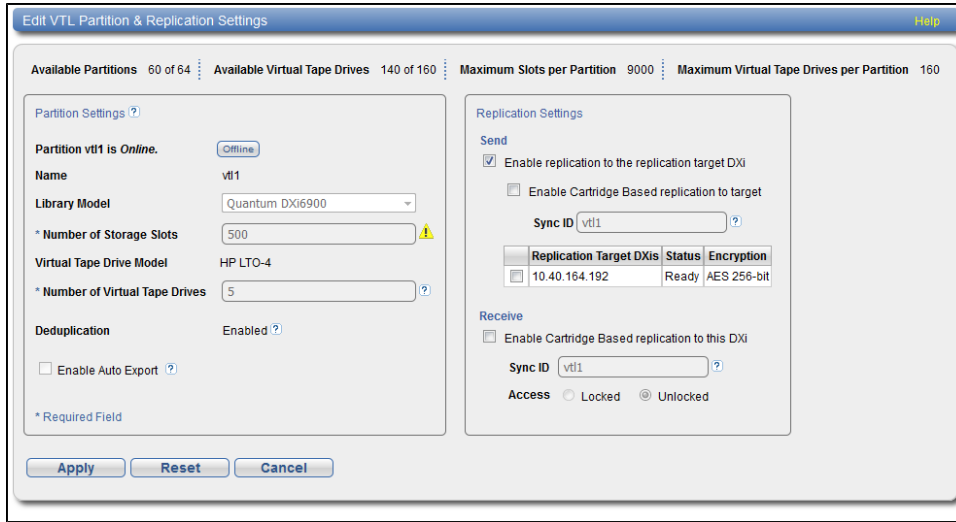 Edit VTL Partition & Replication Settings Help
Available Partitions 60 of 64 Available Virtual Tape Drives 140 of 160 Maximum Slots per Partition 9000 Maximum Virtual Tape Drives per Partition 160
Partition Settings ?
Partition vtl1 is Online. Offline
Name vtl1
Library Model Quantum DXi6900
* Number of Storage Slots 500 !
Virtual Tape Drive Model HP LTO-4
* Number of Virtual Tape Drives 5 ?
Deduplication Enabled ?
Enable Auto Export ?
* Required Field
Replication Settings
Send
Enable replication to the replication target DXi
Enable Cartridge Based replication to target
Sync ID vtl1 ?
Replication Target DXis Status Encryption
10.40.164.192 Ready AES 256-bit
Receive
Enable Cartridge Based replication to this DXi
Sync ID vtl1 ?
Access Locked Unlocked
Apply Reset Cancel